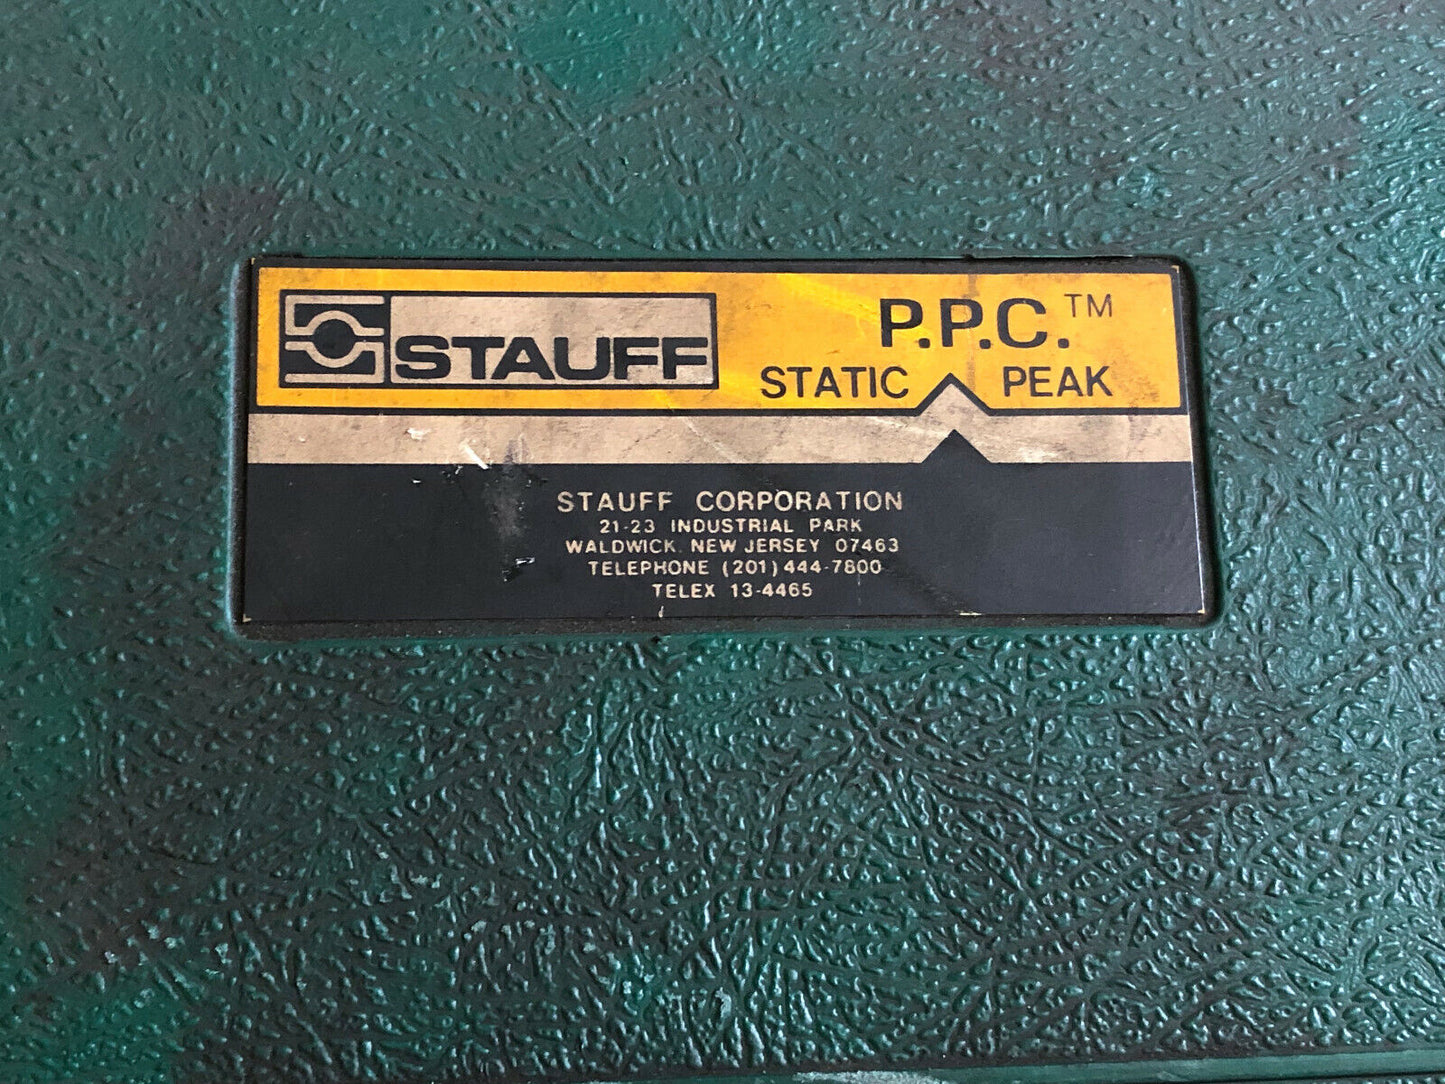 STAUFF
P.P.C.™
STATIC PEAK
STAUFF CORPORATION
21-23 INDUSTRIAL PARK
WALDWICK, NEW JERSEY 07463
TELEPHONE (201) 444-7800
TELEX 13-4465